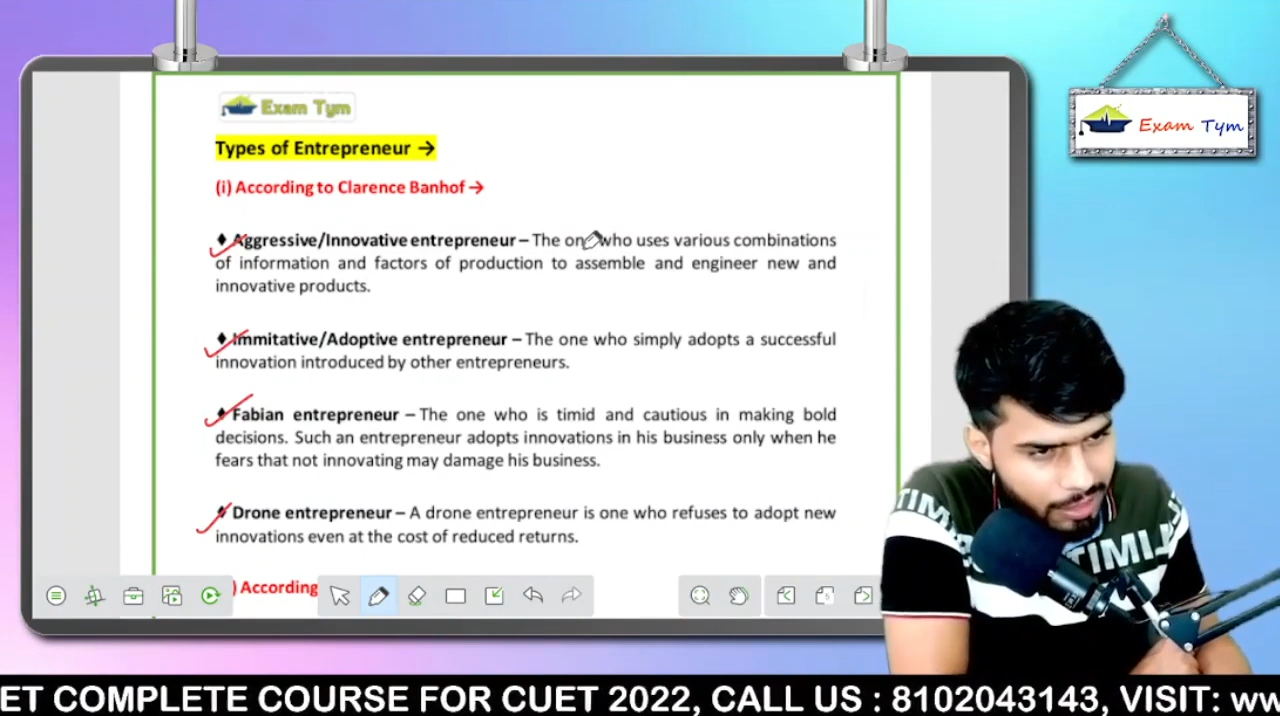 Exam Tym
Types of Entrepreneur →
(i) According to Clarence Banhof →
♦ Aggressive/Innovative entrepreneur – The one who uses various combinations
of information and factors of production to assemble and engineer new and
innovative products.
♦ Immitative/Adoptive entrepreneur – The one who simply adopts a successful
innovation introduced by other entrepreneurs.
♦ Fabian entrepreneur – The one who is timid and cautious in making bold
decisions. Such an entrepreneur adopts innovations in his business only when he
fears that not innovating may damage his business.
♦ Drone entrepreneur – A drone entrepreneur is one who refuses to adopt new
innovations even at the cost of reduced returns.
) According
Exam Tym
TIMI
ET COMPLETE COURSE FOR CUET 2022, CALL US : 8102043143, VISIT: ww